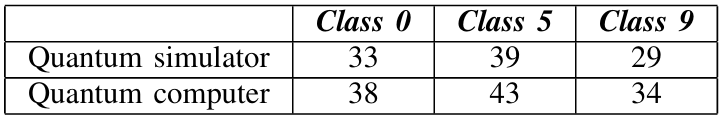 Class 0 Class 5 Class 9
Quantum simulator 33 39 29
Quantum computer 38 43 34